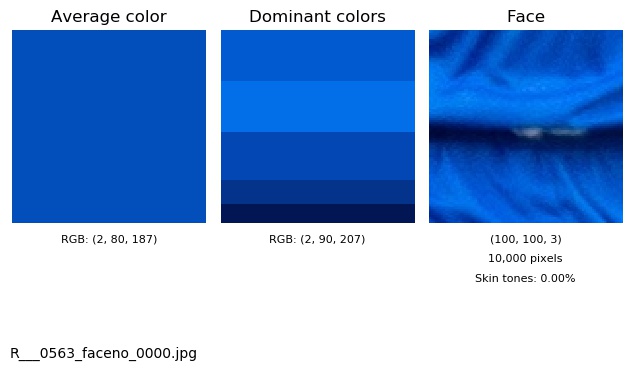 Average color
Dominant colors
Face
RGB: (2, 80, 187)
RGB: (2, 90, 207)
(100, 100, 3)
10,000 pixels
Skin tones: 0.00%
R___0563_faceno_0000.jpg